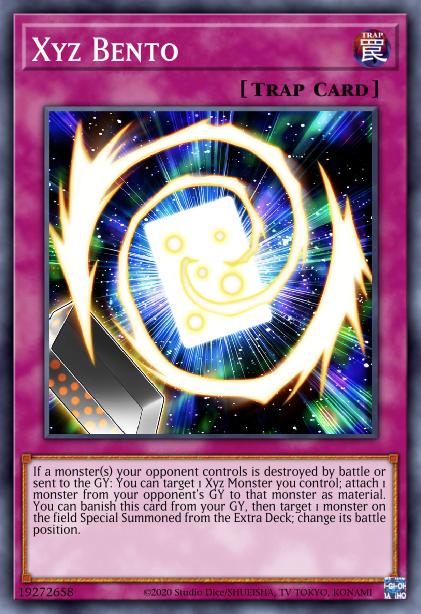 Xyz Bento
TRAP
罠
[Trap Card]
If a monster(s) your opponent controls is destroyed by battle or
sent to the GY: You can target 1 Xyz Monster you control; attach 1
monster from your opponent's GY to that monster as material.
You can banish this card from your GY, then target 1 monster on
the field Special Summoned from the Extra Deck; change its battle
position.
19272658
©2020 Studio Dice/SHUEISHA, TV TOKYO, KONAMI